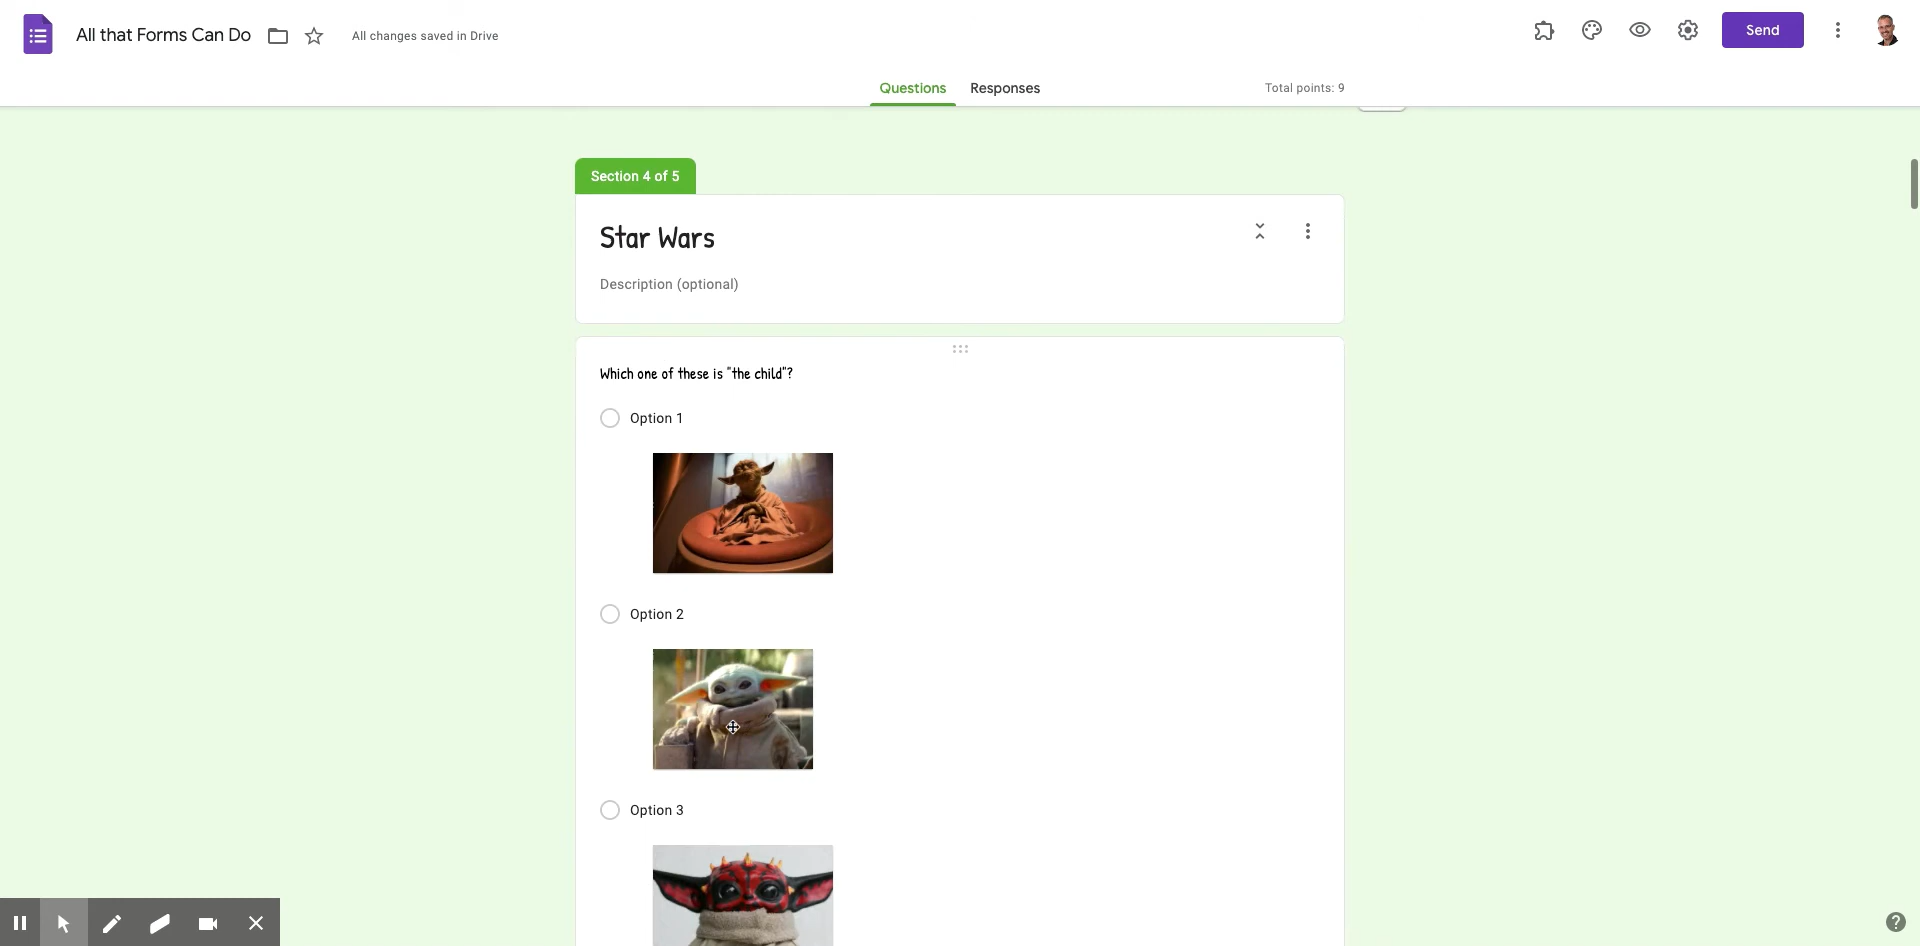 All that Forms Can Do
All changes saved in Drive
Send
Questions
Responses
Total points: 9
Section 4 of 5
Star Wars
Description (optional)
Which one of these is "the child"?
Option 1
Option 2
Option 3